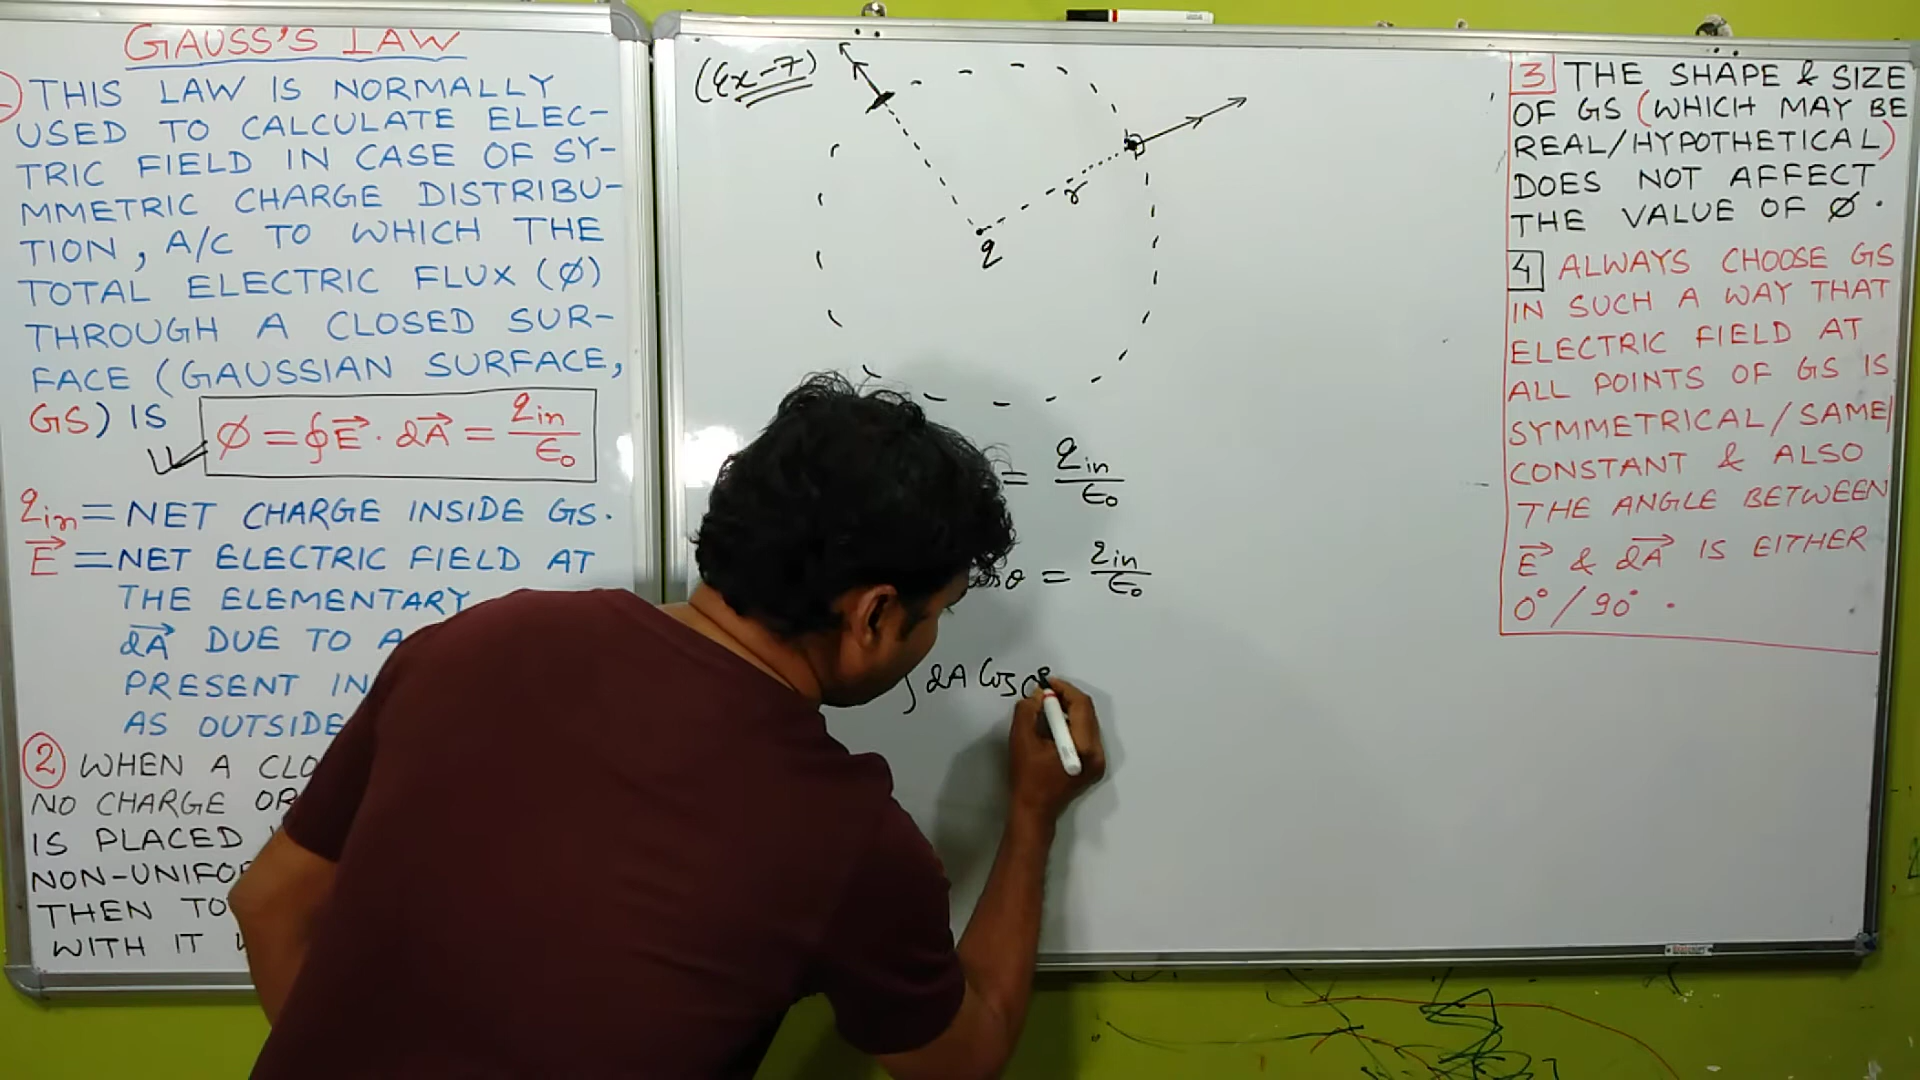 GAUSS'S LAW
THIS LAW IS NORMALLY
USED TO CALCULATE ELEC-
TRIC FIELD IN CASE OF SY-
MMETRIC CHARGE DISTRIBU-
TION, A/C TO WHICH THE
TOTAL ELECTRIC FLUX (Ø)
THROUGH A CLOSED SUR-
FACE (GAUSSIAN SURFACE,
GS) IS Ø = ∮E⃗ · dA⃗ = qin/ϵ₀
qin = NET CHARGE INSIDE GS.
E⃗ = NET ELECTRIC FIELD AT
THE ELEMENTARY
dA⃗ DUE TO A
PRESENT IN
AS OUTSIDE
2 WHEN A CLO
NO CHARGE OR
IS PLACED
NON-UNIFO
THEN TO
WITH IT
(Ex-7)
r
q
= qin/ϵ₀
cosθ = qin/ϵ₀
∫ dA Cos
3 THE SHAPE & SIZE
OF GS (WHICH MAY BE
REAL/HYPOTHETICAL)
DOES NOT AFFECT
THE VALUE OF Ø.
4 ALWAYS CHOOSE GS
IN SUCH A WAY THAT
ELECTRIC FIELD AT
ALL POINTS OF GS IS
SYMMETRICAL/SAME/
CONSTANT & ALSO
THE ANGLE BETWEEN
E⃗ & dA⃗ IS EITHER
0°/90°.